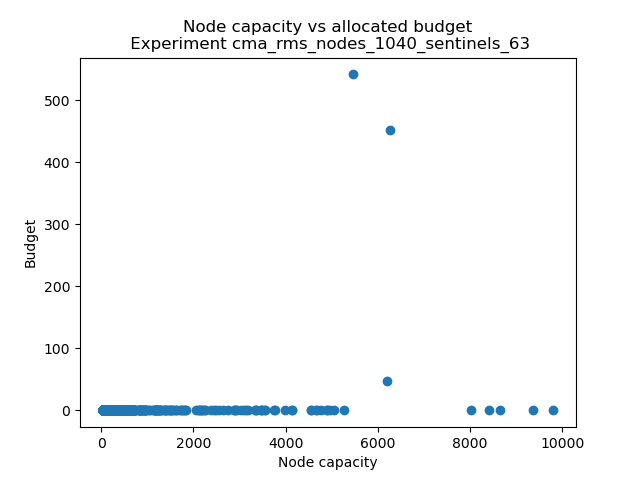 Node capacity vs allocated budget
Experiment cma_rms_nodes_1040_sentinels_63
500
400
300
200
100
0
Budget
0 2000 4000 6000 8000 10000
Node capacity